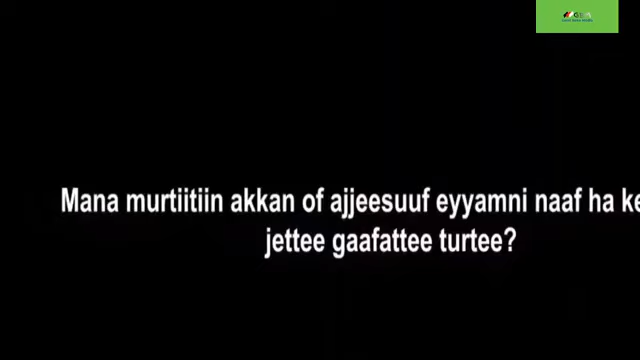 Mana murtiitiin akkan of ajjeesuuf eyyamni naaf ha ke
jettee gaafattee turtee?